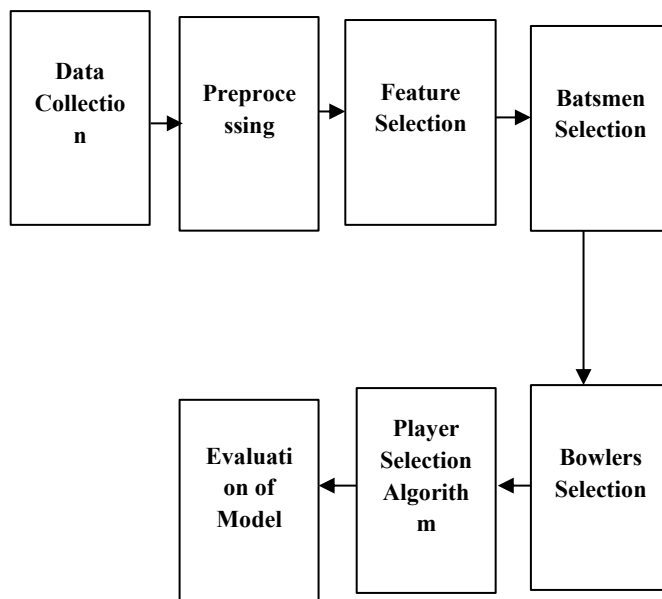 Data
Collectio
n
Preproce
ssing
Feature
Selection
Batsmen
Selection
Bowlers
Selection
Player
Selection
Algorith
m
Evaluati
on of
Model